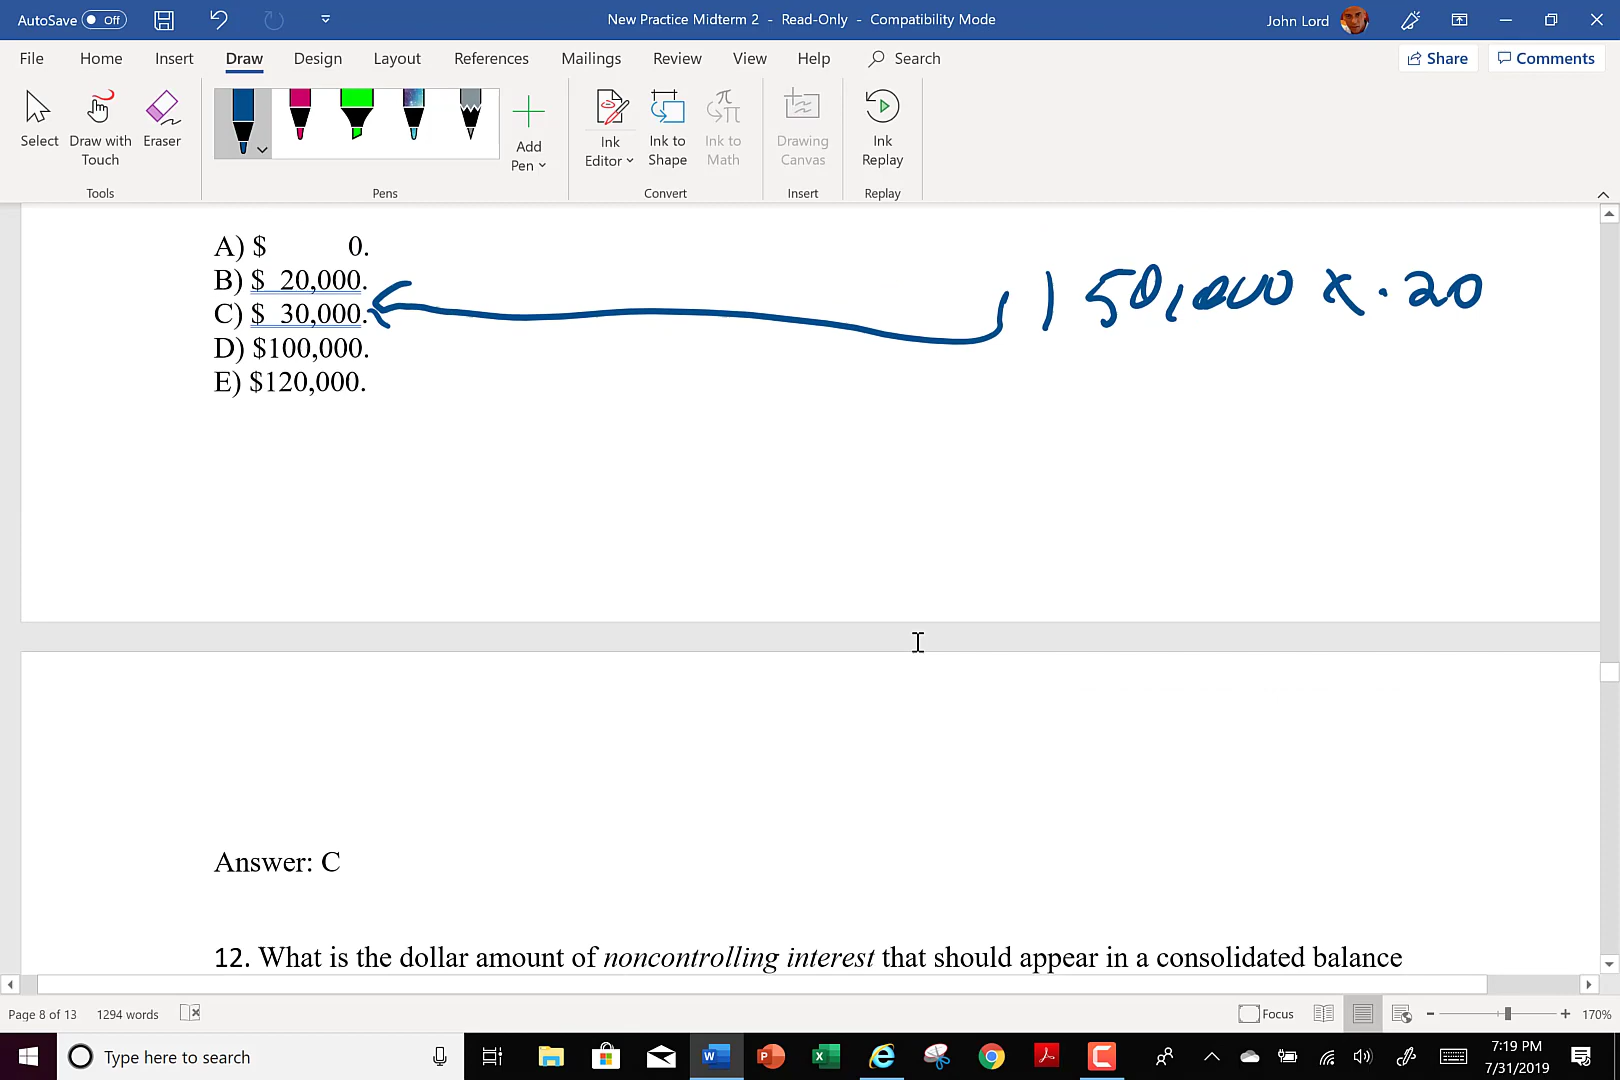 AutoSave Off New Practice Midterm 2 - Read-Only - Compatibility Mode John Lord
File Home Insert Draw Design Layout References Mailings Review View Help Search Share Comments
Select Draw with Touch Eraser Add Pen Ink Editor Ink to Shape Ink to Math Drawing Canvas Ink Replay
Tools Pens Convert Insert Replay
A) $ 0.
B) $ 20,000.
150,000 x .20
C) $ 30,000.
D) $100,000.
E) $120,000.
Answer: C
12. What is the dollar amount of noncontrolling interest that should appear in a consolidated balance
Page 8 of 13 1294 words Focus 170%
Type here to search 7:19 PM
7/31/2019